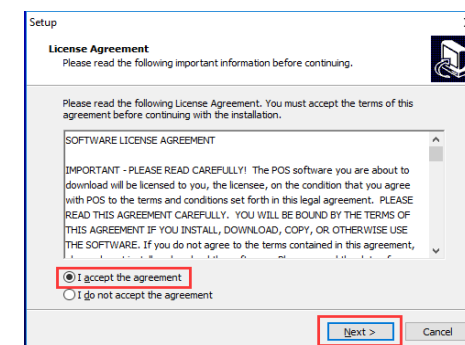 Setup
License Agreement
Please read the following important information before continuing.
Please read the following License Agreement. You must accept the terms of this
agreement before continuing with the installation.
SOFTWARE LICENSE AGREEMENT
IMPORTANT - PLEASE READ CAREFULLY! The POS software you are about to
download will be licensed to you, the licensee, on the condition that you agree
with POS to the terms and conditions set forth in this legal agreement. PLEASE
READ THIS AGREEMENT CAREFULLY. YOU WILL BE BOUND BY THE TERMS OF
THIS AGREEMENT IF YOU INSTALL, DOWNLOAD, COPY, OR OTHERWISE USE
THE SOFTWARE. If you do not agree to the terms contained in this agreement,
I accept the agreement
I do not accept the agreement
Next >
Cancel